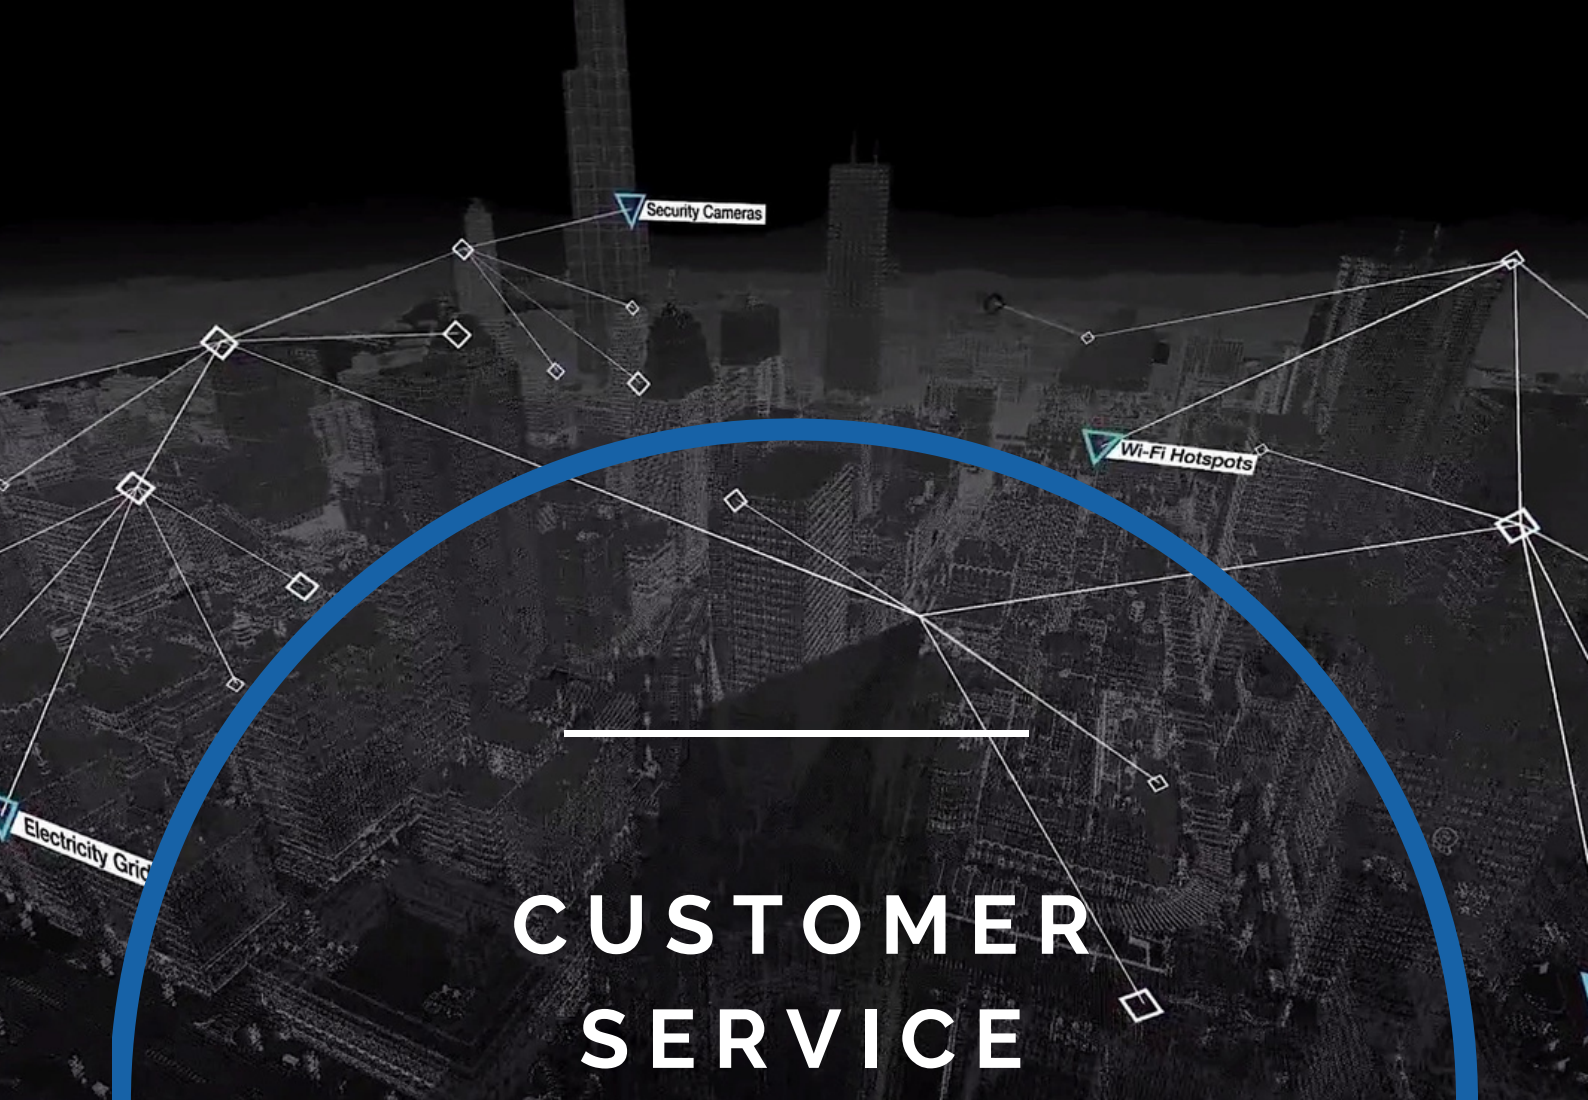 Security Cameras
Wi-Fi Hotspots
Electricity Grid
CUSTOMER
SERVICE